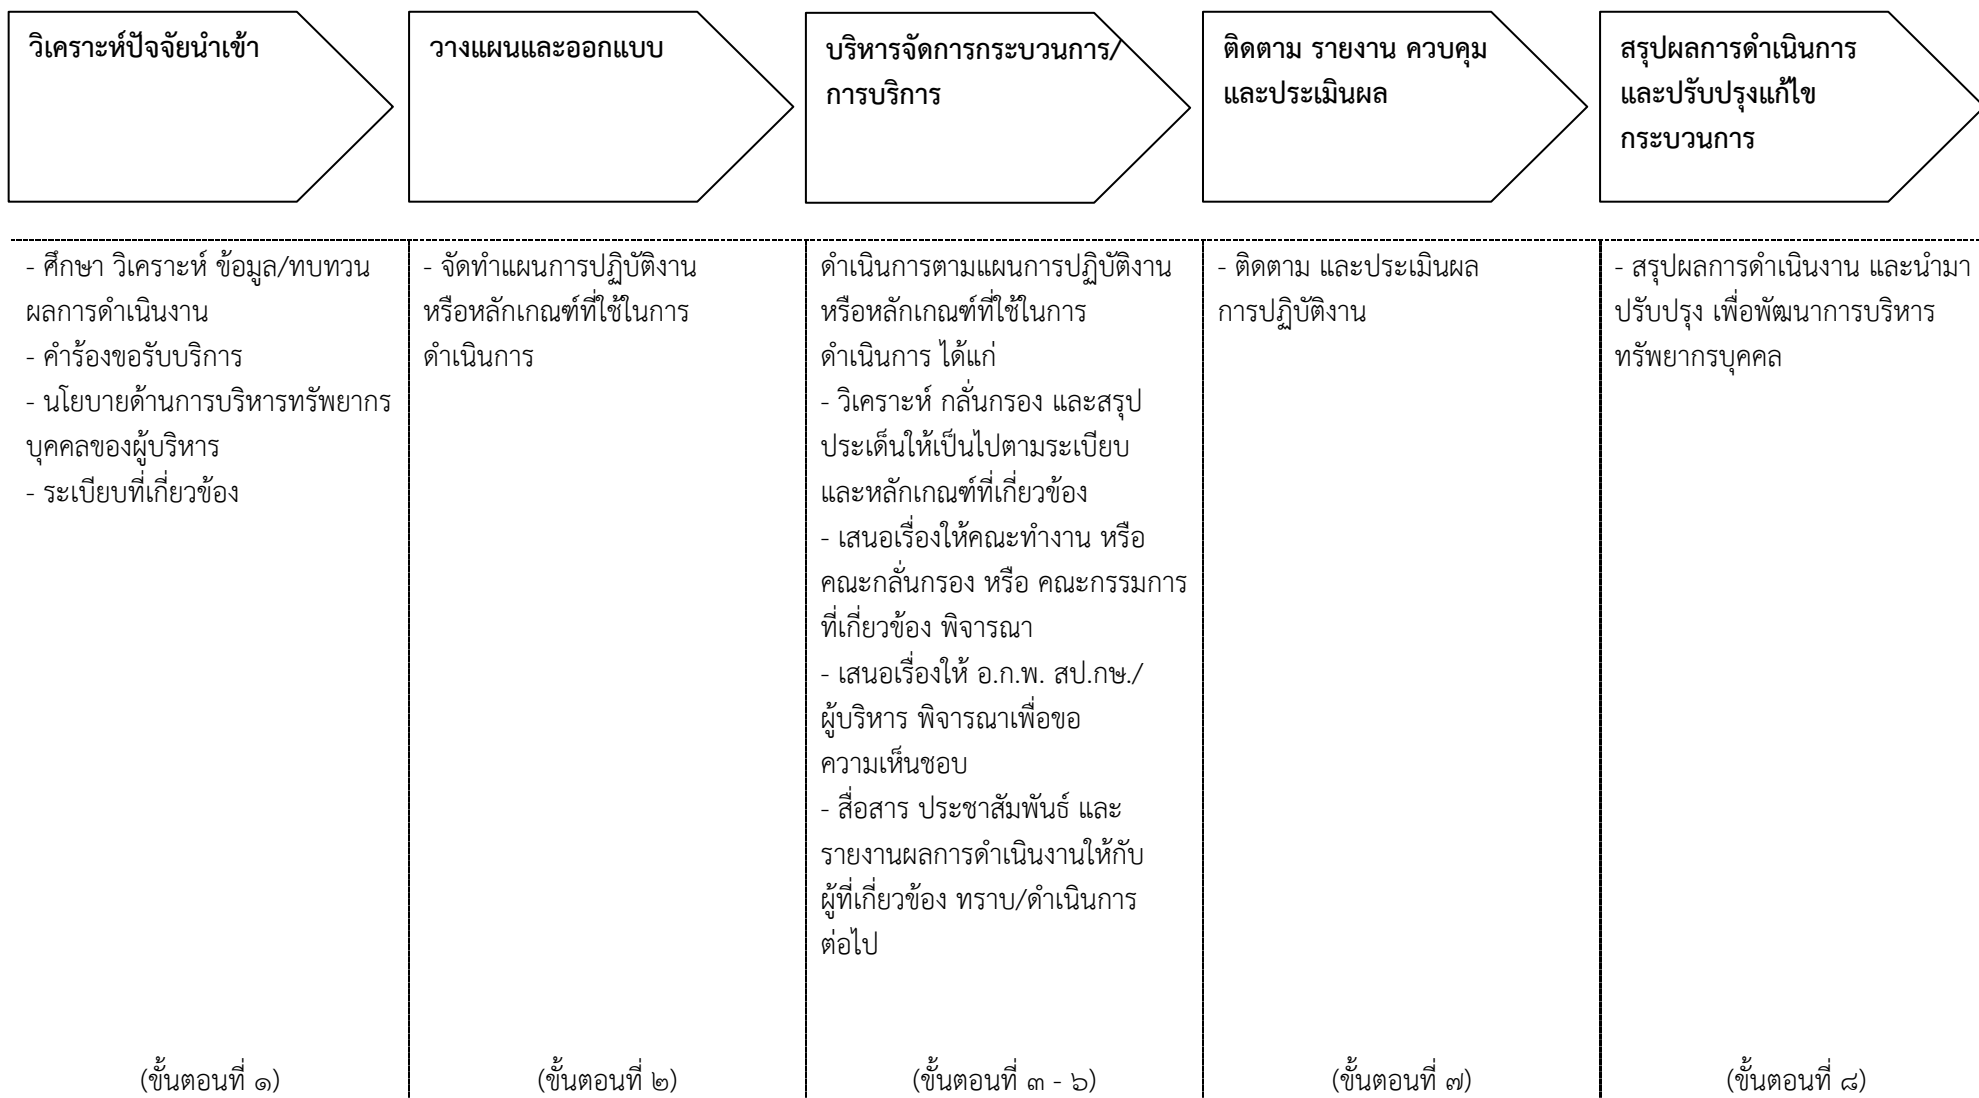 วิเคราะห์ปัจจัยนำเข้า
วางแผนและออกแบบ
บริหารจัดการกระบวนการ/
การบริการ
ติดตาม รายงาน ควบคุม
และประเมินผล
สรุปผลการดำเนินการ
และปรับปรุงแก้ไข
กระบวนการ
- ศึกษา วิเคราะห์ ข้อมูล/ทบทวน
ผลการดำเนินงาน
- คำร้องขอรับบริการ
- นโยบายด้านการบริหารทรัพยากร
บุคคลของผู้บริหาร
- ระเบียบที่เกี่ยวข้อง
(ขั้นตอนที่ ๑)
- จัดทำแผนการปฏิบัติงาน
หรือหลักเกณฑ์ที่ใช้ในการ
ดำเนินการ
(ขั้นตอนที่ ๒)
ดำเนินการตามแผนการปฏิบัติงาน
หรือหลักเกณฑ์ที่ใช้ในการ
ดำเนินการ ได้แก่
- วิเคราะห์ กลั่นกรอง และสรุป
ประเด็นให้เป็นไปตามระเบียบ
และหลักเกณฑ์ที่เกี่ยวข้อง
- เสนอเรื่องให้คณะทำงาน หรือ
คณะกลั่นกรอง หรือ คณะกรรมการ
ที่เกี่ยวข้อง พิจารณา
- เสนอเรื่องให้ อ.ก.พ. สป.กษ./
ผู้บริหาร พิจารณาเพื่อขอ
ความเห็นชอบ
- สื่อสาร ประชาสัมพันธ์ และ
รายงานผลการดำเนินงานให้กับ
ผู้ที่เกี่ยวข้อง ทราบ/ดำเนินการ
ต่อไป
(ขั้นตอนที่ ๓ - ๖)
- ติดตาม และประเมินผล
การปฏิบัติงาน
(ขั้นตอนที่ ๗)
- สรุปผลการดำเนินงาน และนำมา
ปรับปรุง เพื่อพัฒนาการบริหาร
ทรัพยากรบุคคล
(ขั้นตอนที่ ๘)